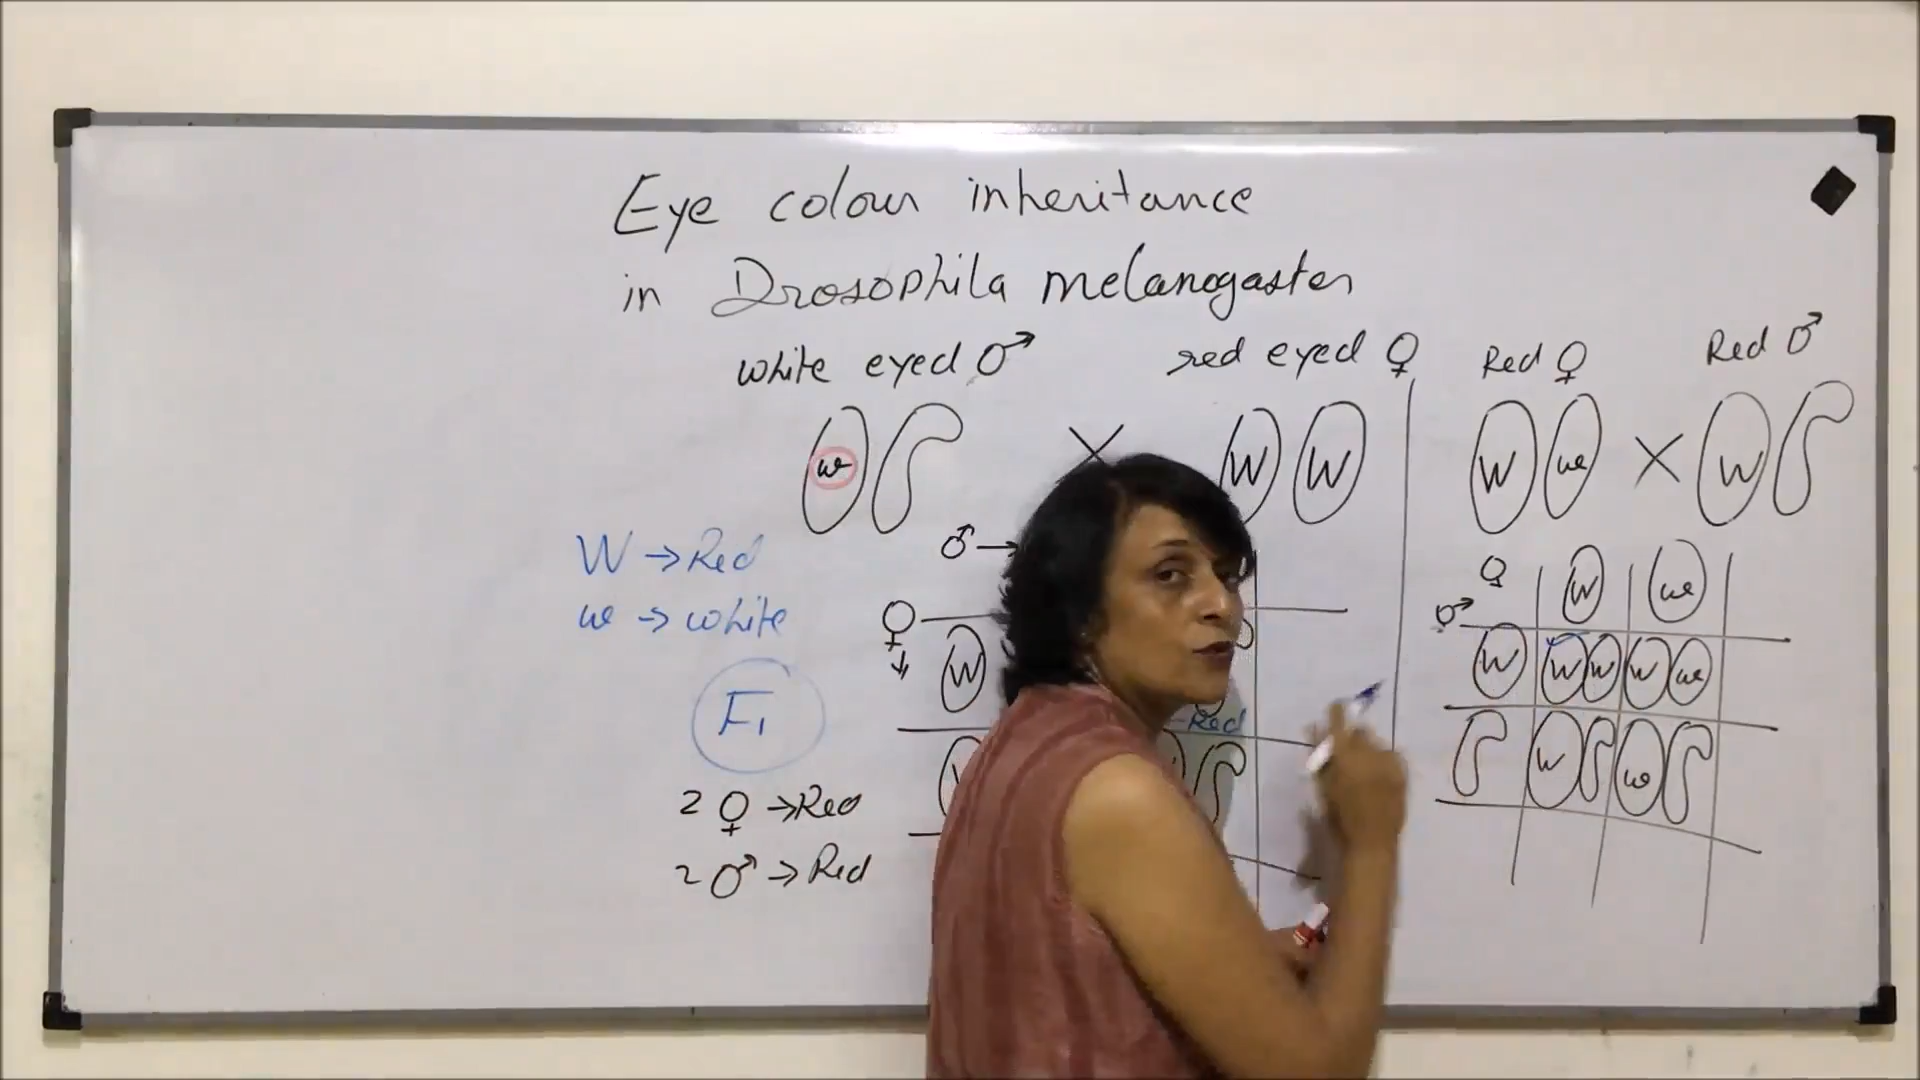 Eye colour inheritance
in Drosophila melanogaster
white eyed ♂ red eyed ♀
w × W W
W → Red
w → white
♂ →
♀ ↓
W
Red
F1
2 ♀ → Red
2 ♂ → Red
Red ♀ Red ♂
W w × W
♀ W w
♂
W W W W w
W w